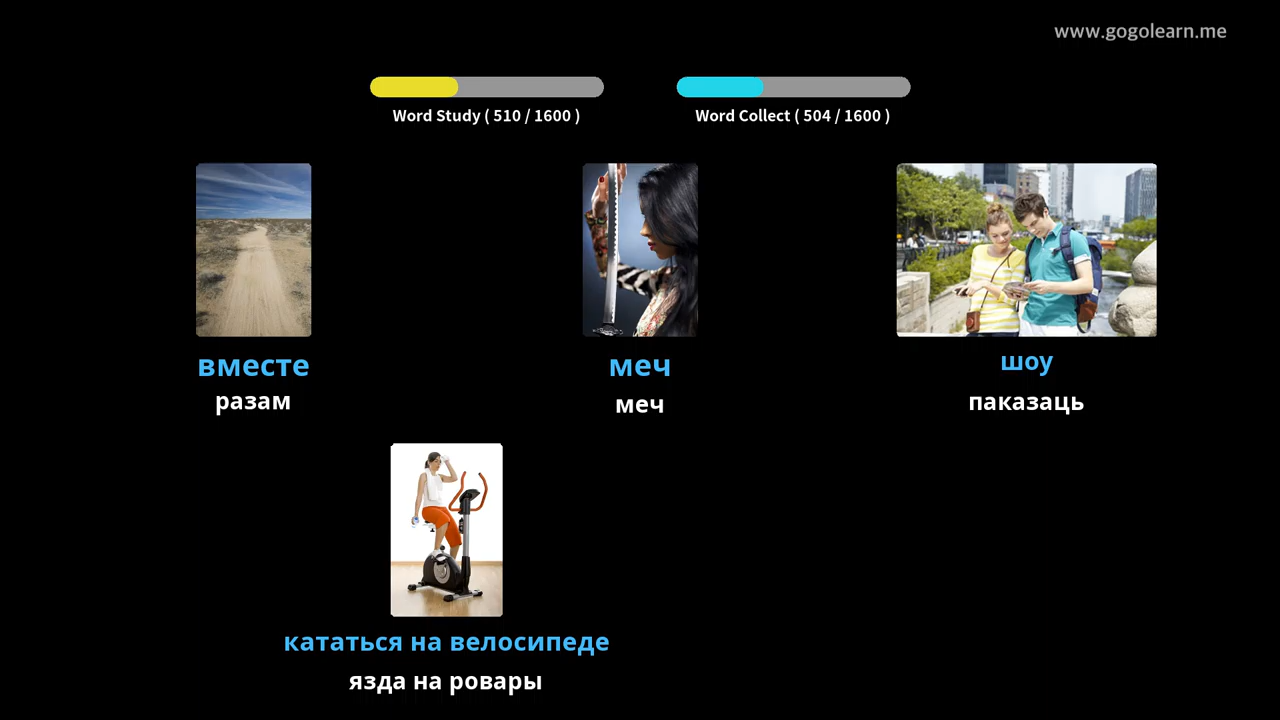 www.gogolearn.me
Word Study ( 510 / 1600 )
Word Collect ( 504 / 1600 )
вместе
разам
меч
меч
шоу
паказаць
кататься на велосипеде
язда на ровары